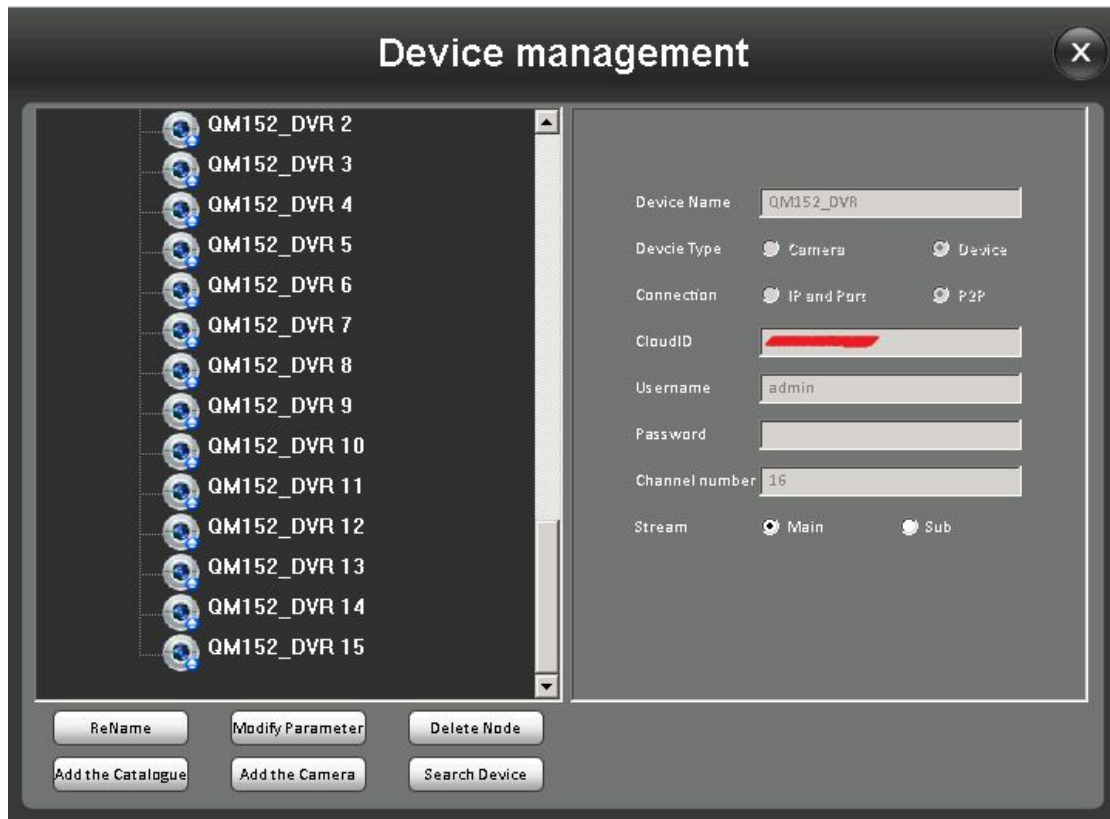 Device management
X
QM152_DVR 2
QM152_DVR 3
QM152_DVR 4
QM152_DVR 5
QM152_DVR 6
QM152_DVR 7
QM152_DVR 8
QM152_DVR 9
QM152_DVR 10
QM152_DVR 11
QM152_DVR 12
QM152_DVR 13
QM152_DVR 14
QM152_DVR 15
Device Name QM152_DVR
Devcie Type Camera Device
Connection IP and Port P2P
CloudID
Username admin
Password
Channel number 16
Stream Main Sub
ReName Modify Parameter Delete Node
Add the Catalogue Add the Camera Search Device